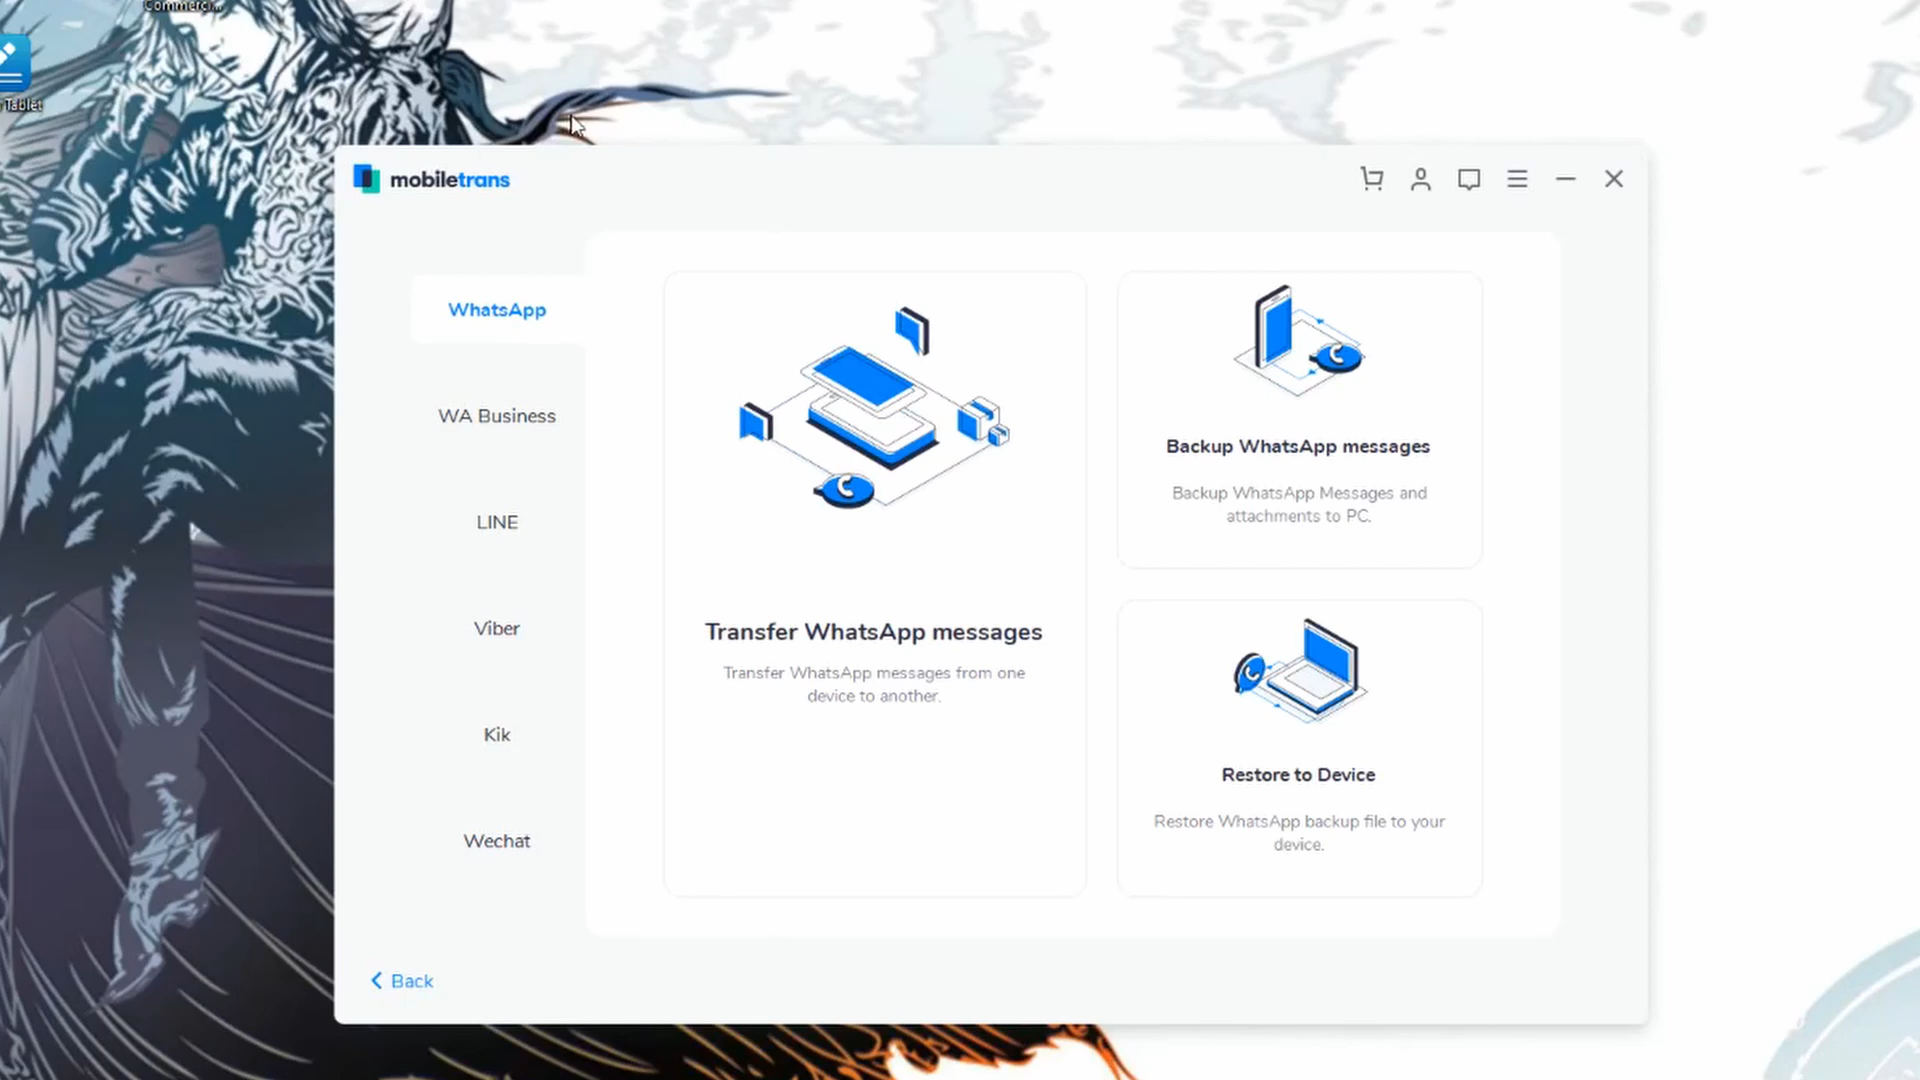 Commerci...
Tablet
mobiletrans
WhatsApp
WA Business
LINE
Viber
Kik
Wechat
Transfer WhatsApp messages
Transfer WhatsApp messages from one
device to another.
Backup WhatsApp messages
Backup WhatsApp Messages and
attachments to PC.
Restore to Device
Restore WhatsApp backup file to your
device.
Back